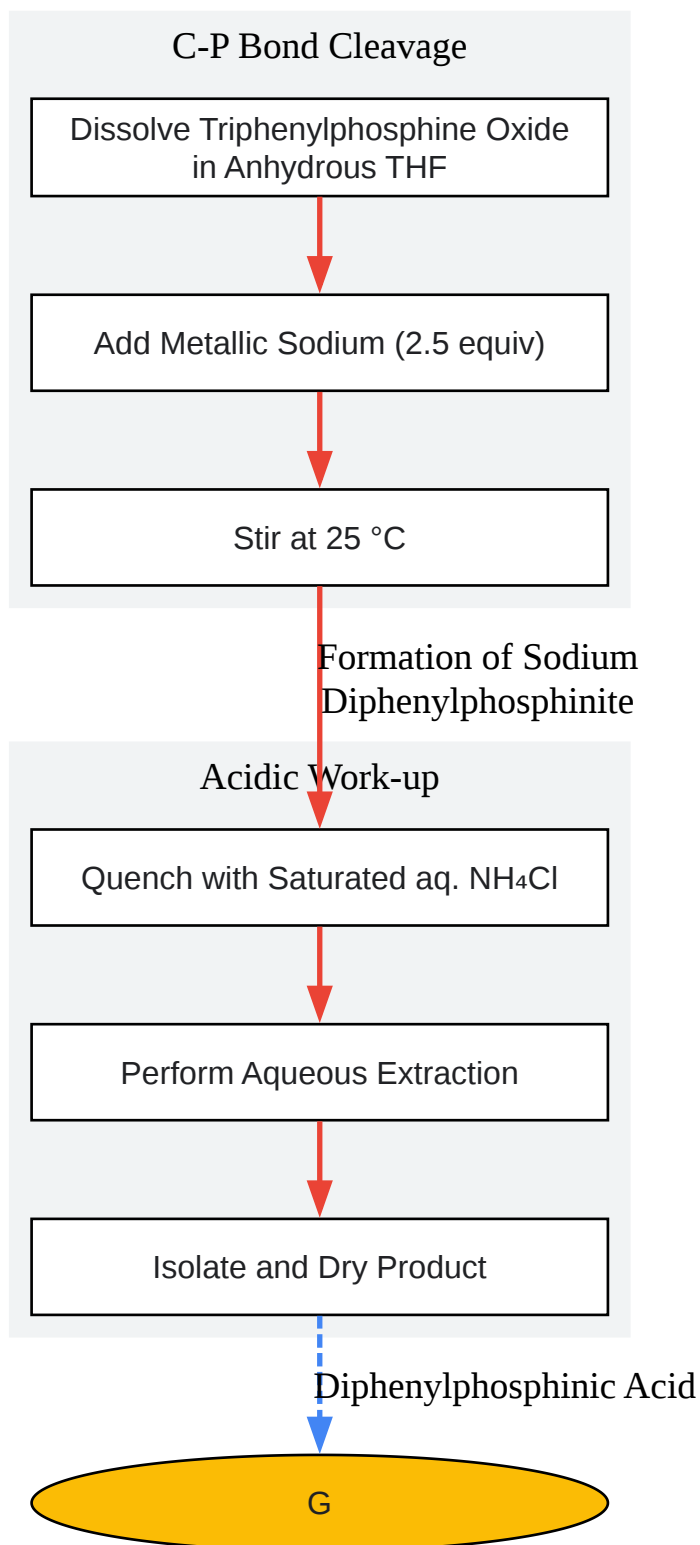 C-P Bond Cleavage
Dissolve Triphenylphosphine Oxide
in Anhydrous THF
Add Metallic Sodium (2.5 equiv)
Stir at 25 °C
Formation of Sodium
Diphenylphosphinite
Acidic Work-up
Quench with Saturated aq. NH₄Cl
Perform Aqueous Extraction
Isolate and Dry Product
Diphenylphosphinic Acid
G